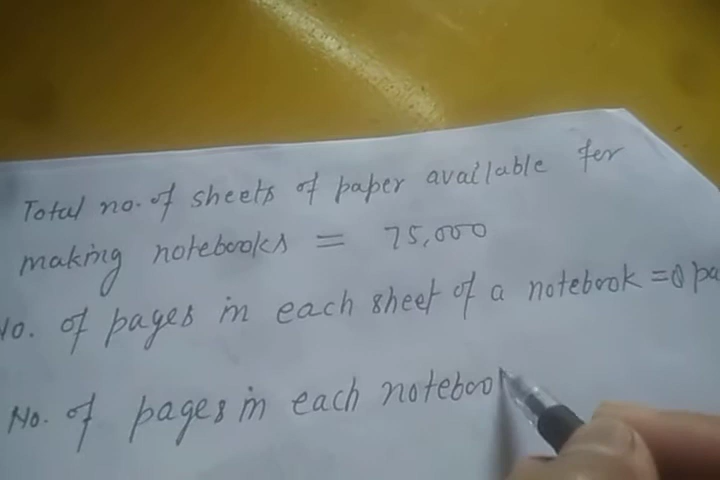 Total no. of sheets of paper available for
making notebooks = 75,000
No. of pages in each sheet of a notebook =
No. of pages in each noteboo